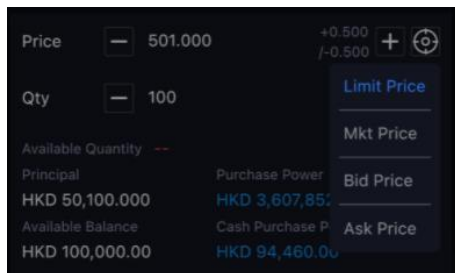 Price — 501.000 +0.500 /-0.500 +
Limit Price
Qty — 100
Mkt Price
Available Quantity --
Principal Purchase Power
Bid Price
HKD 50,100.000 HKD 3,607,852
Available Balance Cash Purchase P
Ask Price
HKD 100,000.00 HKD 94,460.00